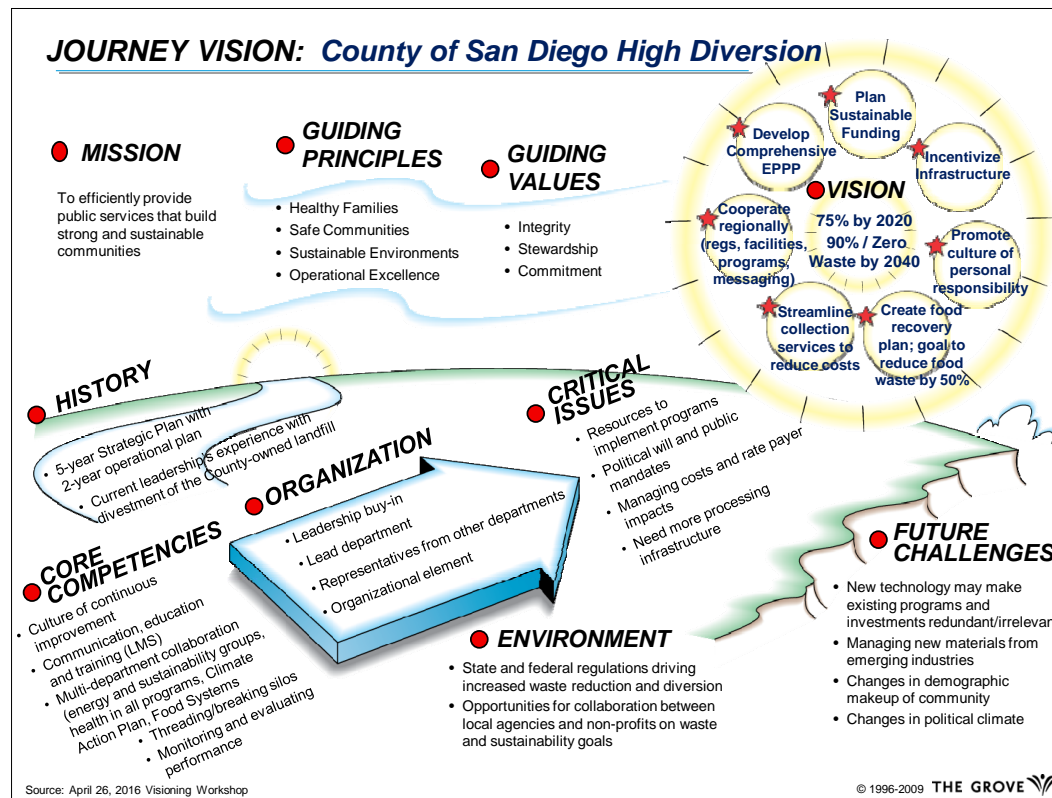 JOURNEY VISION: County of San Diego High Diversion
MISSION
To efficiently provide
public services that build
strong and sustainable
communities
GUIDING
PRINCIPLES
• Healthy Families
• Safe Communities
• Sustainable Environments
• Operational Excellence
GUIDING
VALUES
• Integrity
• Stewardship
• Commitment
Plan
Sustainable
Funding
Develop
Comprehensive
EPPP
Incentivize
Infrastructure
VISION
75% by 2020
90% / Zero
Waste by 2040
Cooperate
regionally
(regs, facilities,
programs,
messaging)
Promote
culture of
personal
responsibility
Streamline
collection
services to
reduce costs
Create food
recovery
plan; goal to
reduce food
waste by 50%
HISTORY
• 5-year Strategic Plan with
2-year operational plan
• Current leadership's experience with
divestment of the County-owned landfill
ORGANIZATION
• Leadership buy-in
• Lead department
• Representatives from other departments
• Organizational element
CRITICAL
ISSUES
• Resources to
implement programs
• Political will and public
mandates
• Managing costs and rate payer
impacts
• Need more processing
infrastructure
CORE
COMPETENCIES
• Culture of continuous
improvement
• Communication, education
and training (LMS)
• Multi-department collaboration
(energy and sustainability groups,
health in all programs, Climate
Action Plan, Food Systems
• Threading/breaking silos
• Monitoring and evaluating
performance
ENVIRONMENT
• State and federal regulations driving
increased waste reduction and diversion
• Opportunities for collaboration between
local agencies and non-profits on waste
and sustainability goals
FUTURE
CHALLENGES
• New technology may make
existing programs and
investments redundant/irrelevan
• Managing new materials from
emerging industries
• Changes in demographic
makeup of community
• Changes in political climate
Source: April 26, 2016 Visioning Workshop
© 1996-2009 THE GROVE